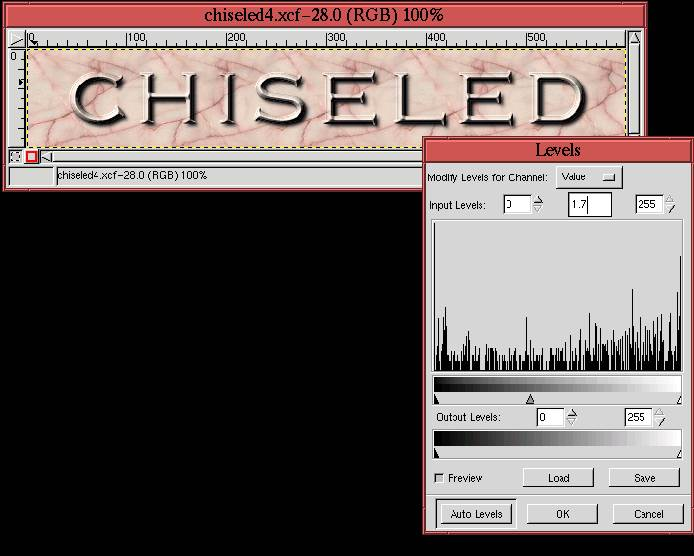 chiseled4.xcf-28.0 (RGB) 100%
0 100 200 300 400 500
0
CHISELED
chiseled4.xcf-28.0 (RGB) 100%
Levels
Modify Levels for Channel: Value
Input Levels: 0 1.7 255
Output Levels: 0 255
Preview Load Save
Auto Levels OK Cancel